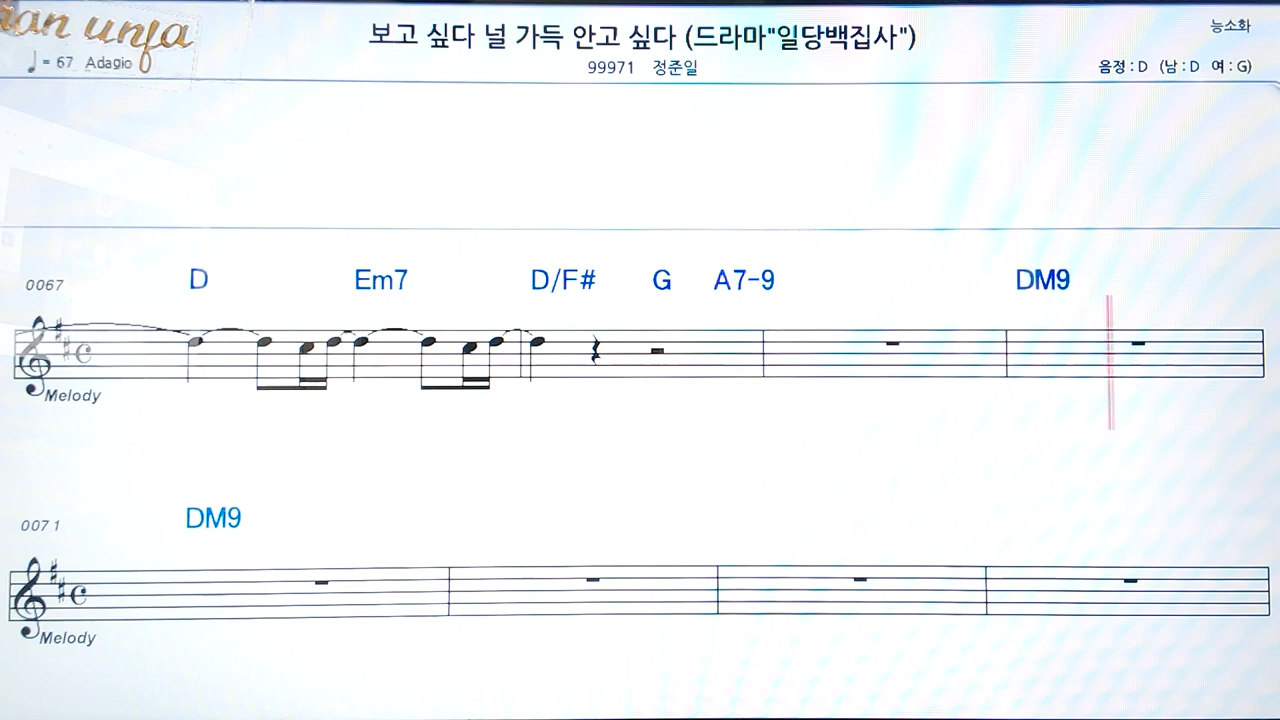 보고 싶다 널 가득 안고 싶다 (드라마"일당백집사")
능소화
♩= 67 Adagio
99971 정준일
음정 : D (남 : D 여 : G)
0067 D Em7 D/F# G A7-9 DM9
Melody
0071 DM9
Melody